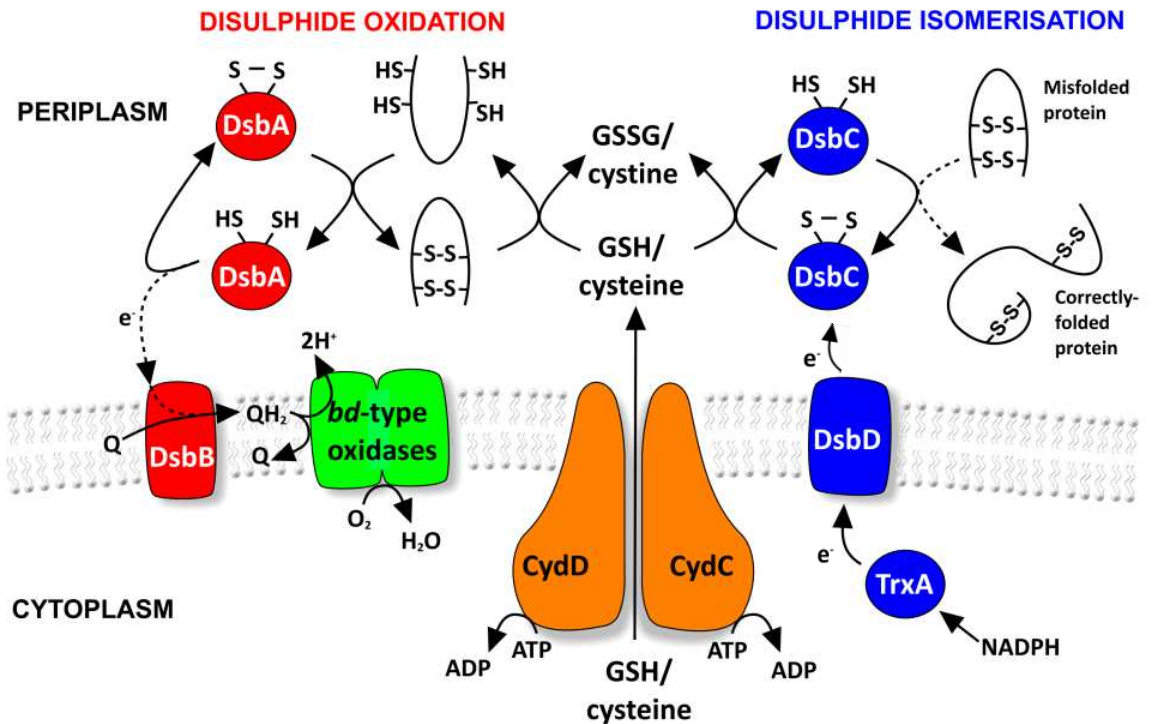 DISULPHIDE OXIDATION
DISULPHIDE ISOMERISATION
PERIPLASM
S – S
DsbA
HS
SH
HS
SH
HS SH
DsbA
-S-S-
-S-S-
e-
GSSG/
cystine
GSH/
cysteine
HS SH
DsbC
-S-S-
-S-S-
Misfolded
protein
S – S
DsbC
-S-S
-S-S-
Correctly-
folded
protein
e-
2H⁺
Q
DsbB
QH₂
Q
bd-type
oxidases
O₂
H₂O
DsbD
e-
TrxA
NADPH
CYTOPLASM
CydD
CydC
ADP
ATP
ATP
ADP
GSH/
cysteine